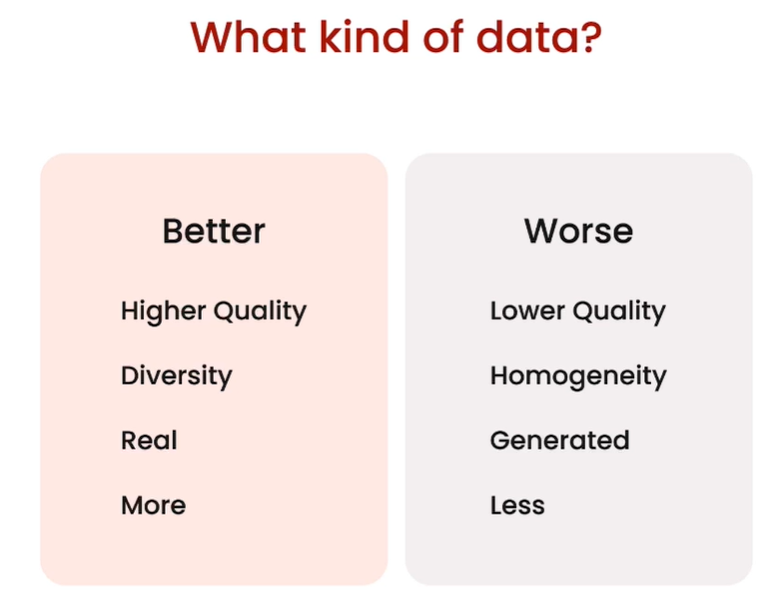 What kind of data?
Better
Higher Quality
Diversity
Real
More
Worse
Lower Quality
Homogeneity
Generated
Less